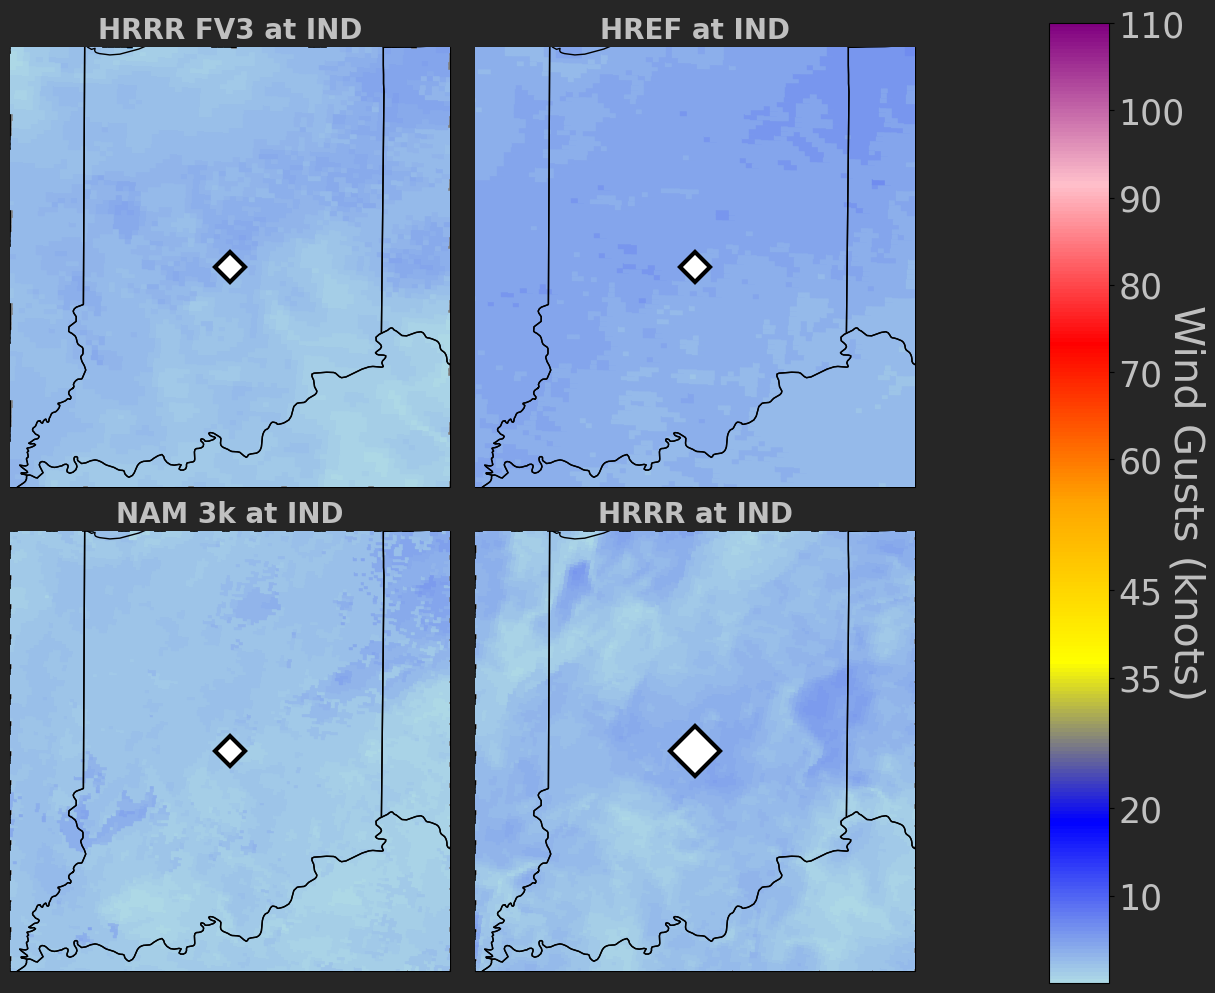 HRRR FV3 at IND
HREF at IND
NAM 3k at IND
HRRR at IND
110
100
90
80
70
60
45
35
20
10
Wind Gusts (knots)